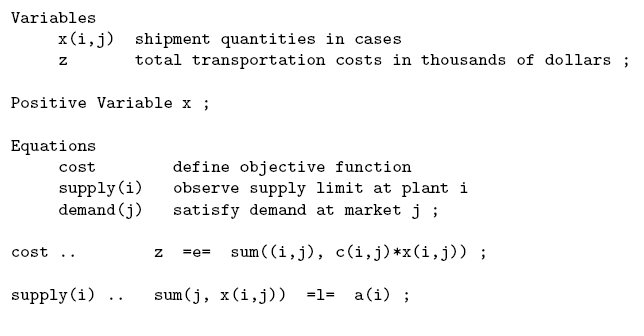 Variables
x(i,j) shipment quantities in cases
z total transportation costs in thousands of dollars ;
Positive Variable x ;
Equations
cost define objective function
supply(i) observe supply limit at plant i
demand(j) satisfy demand at market j ;
cost .. z =e= sum((i,j), c(i,j)*x(i,j)) ;
supply(i) .. sum(j, x(i,j)) =l= a(i) ;